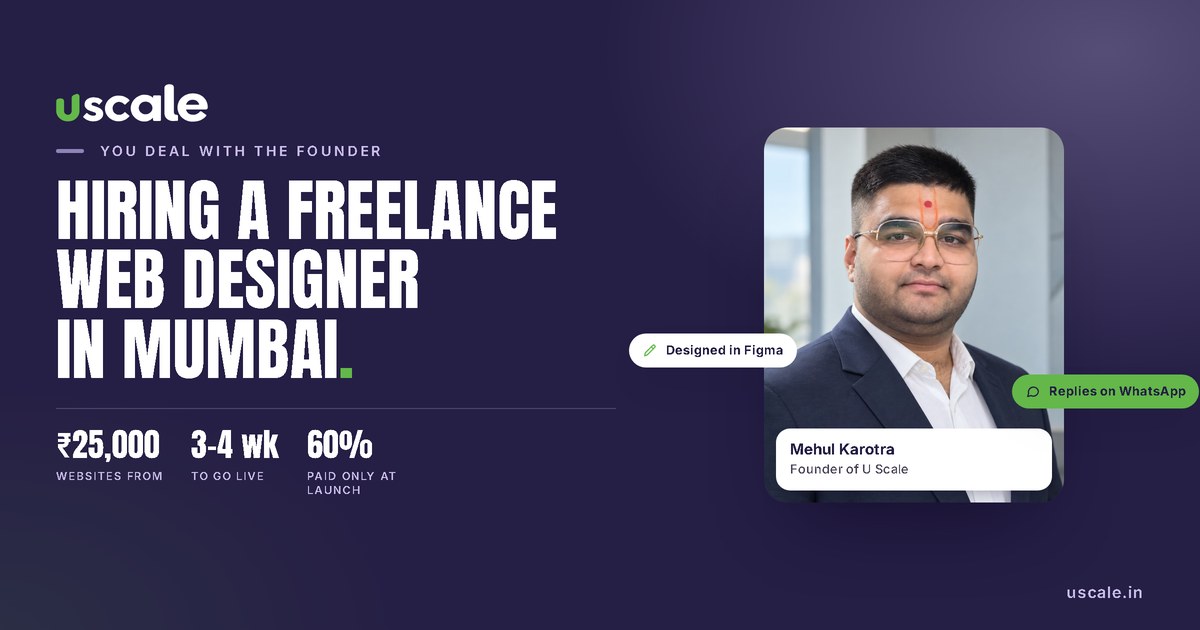 uscale
YOU DEAL WITH THE FOUNDER
HIRING A FREELANCE
WEB DESIGNER
IN MUMBAI.
₹25,000
WEBSITES FROM
3-4 wk
TO GO LIVE
60%
PAID ONLY AT
LAUNCH
Designed in Figma
Replies on WhatsApp
Mehul Karotra
Founder of U Scale
uscale.in